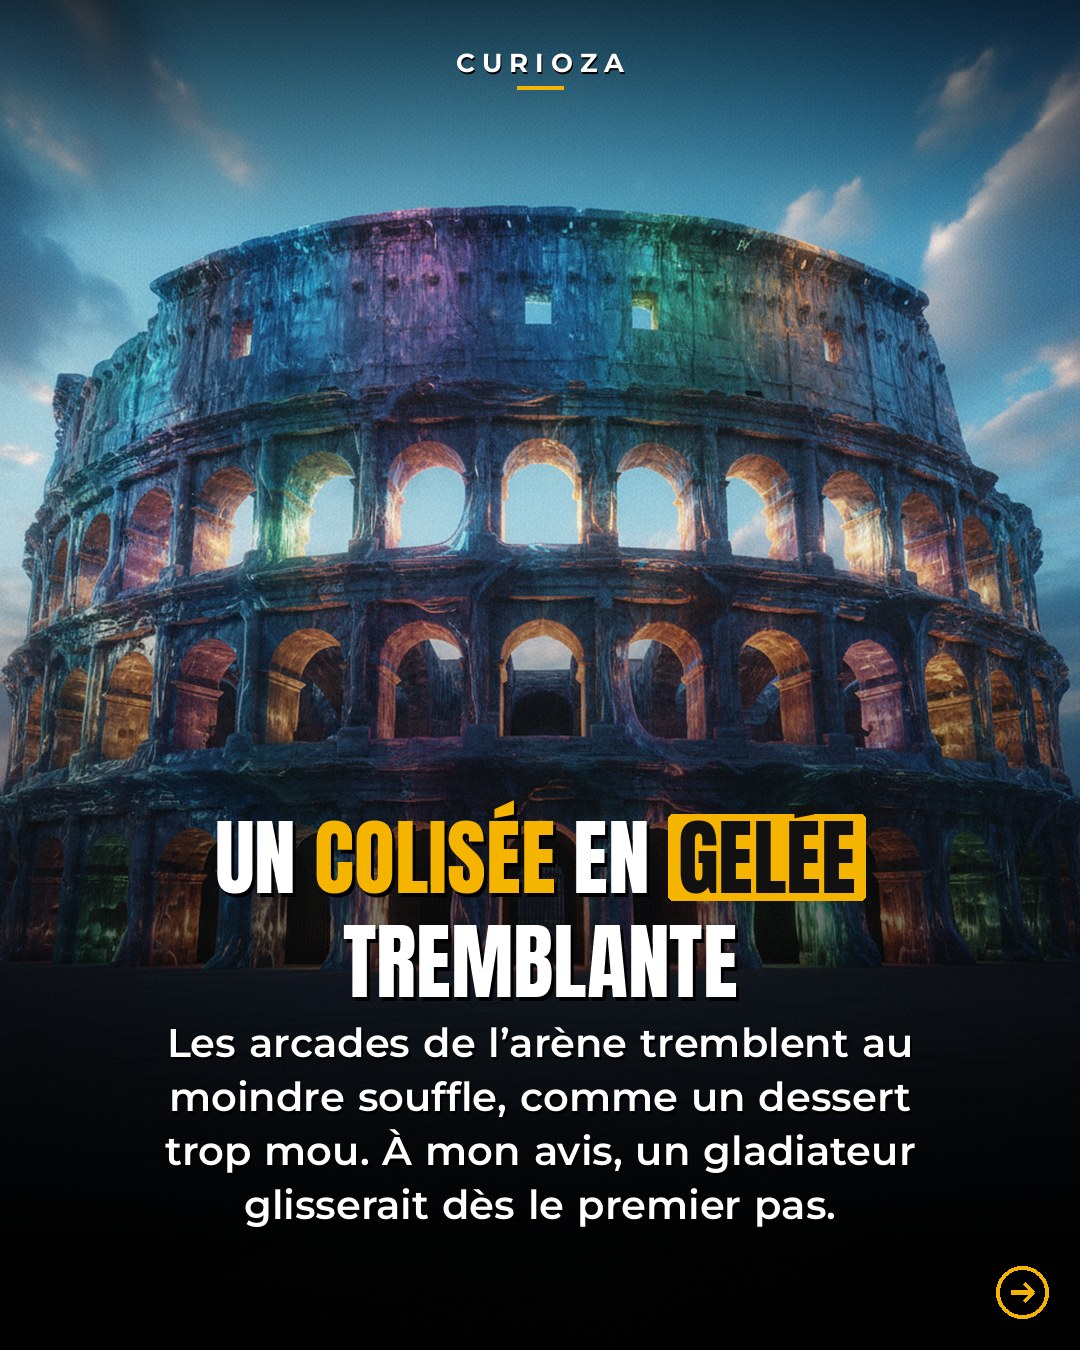 CURIOZA
UN COLISÉE EN GELÉE
TREMBLANTE
Les arcades de l’arène tremblent au
moindre souffle, comme un dessert
trop mou. À mon avis, un gladiateur
glisserait dès le premier pas.